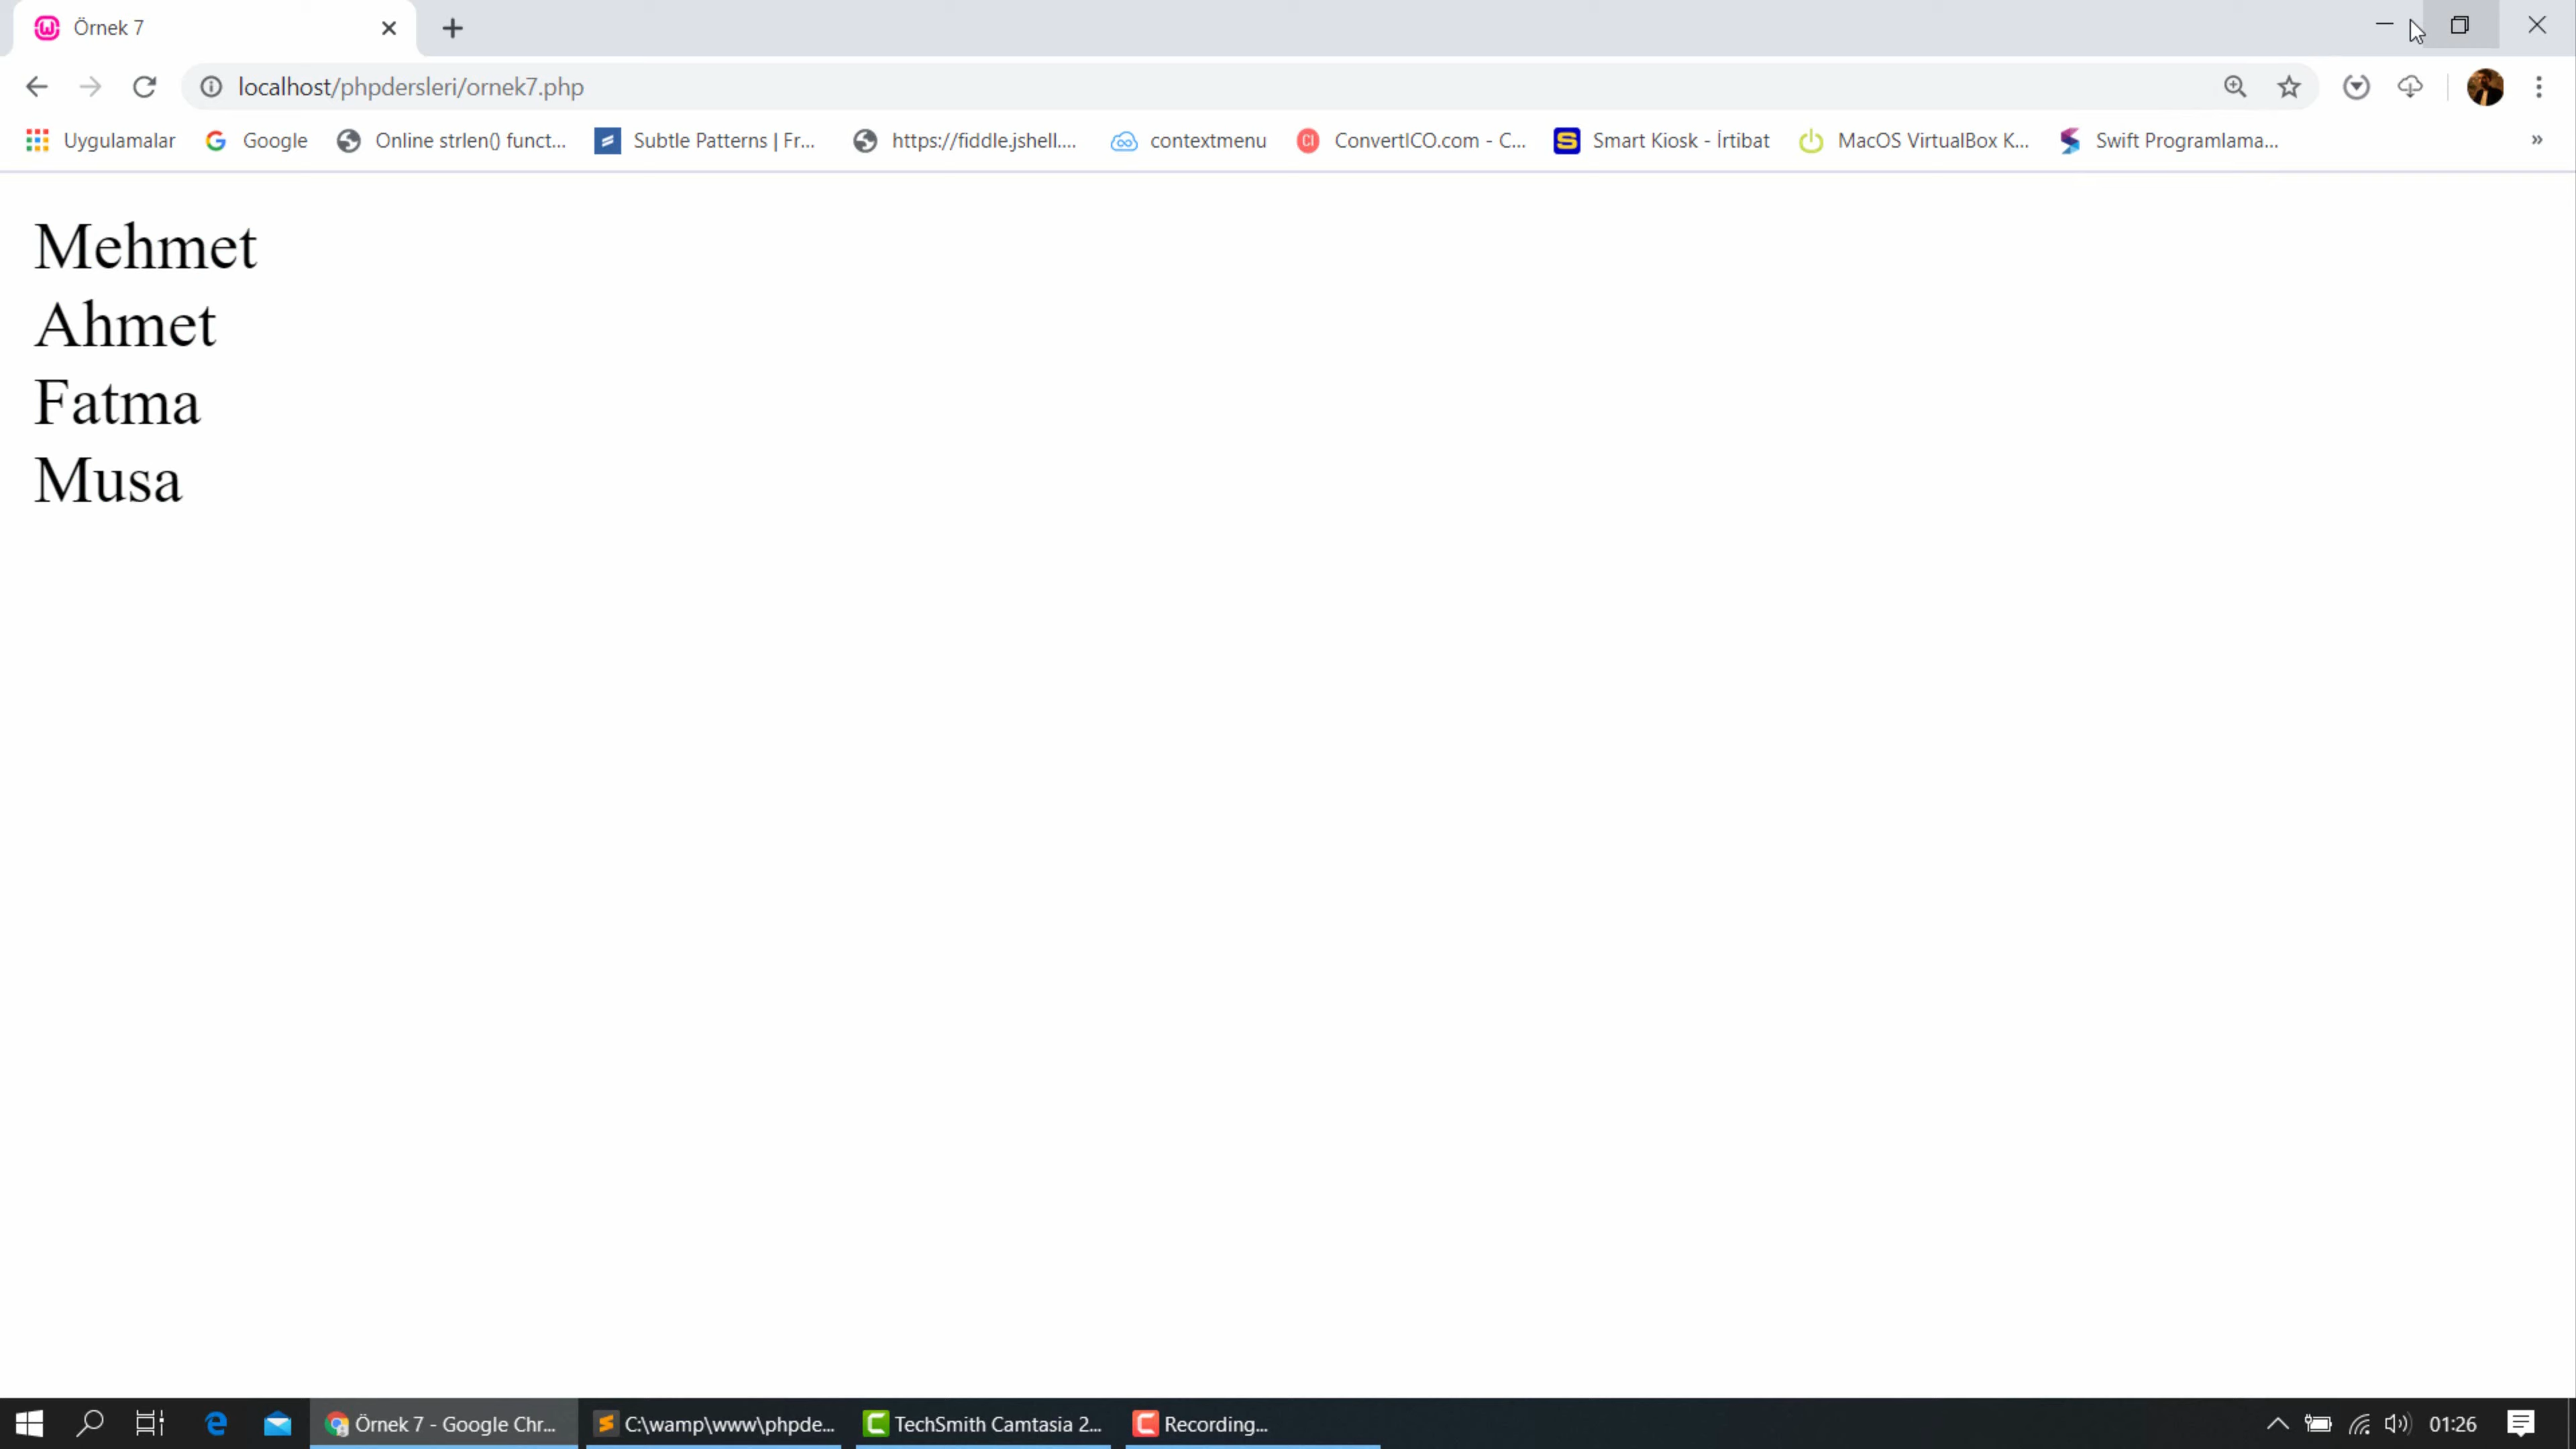 Örnek 7
localhost/phpdersleri/ornek7.php
Uygulamalar
Google
Online strlen() funct...
Subtle Patterns | Fr...
https://fiddle.jshell....
contextmenu
CI
ConvertICO.com - C...
S
Smart Kiosk - İrtibat
MacOS VirtualBox K...
Swift Programlama...
»
Mehmet
Ahmet
Fatma
Musa
Örnek 7 - Google Chr...
C:\wamp\www\phpde...
TechSmith Camtasia 2...
Recording...
01:26